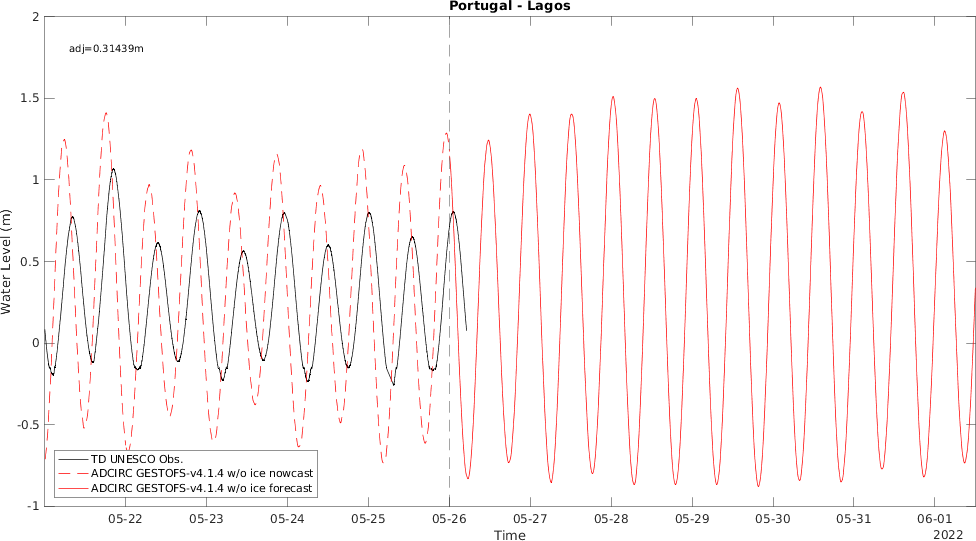 Portugal - Lagos
2
adj=0.31439m
1.5
1
0.5
0
-0.5
-1
Water Level (m)
TD UNESCO Obs.
ADCIRC GESTOFS-v4.1.4 w/o ice nowcast
ADCIRC GESTOFS-v4.1.4 w/o ice forecast
05-22 05-23 05-24 05-25 05-26 05-27 05-28 05-29 05-30 05-31 06-01
Time
2022